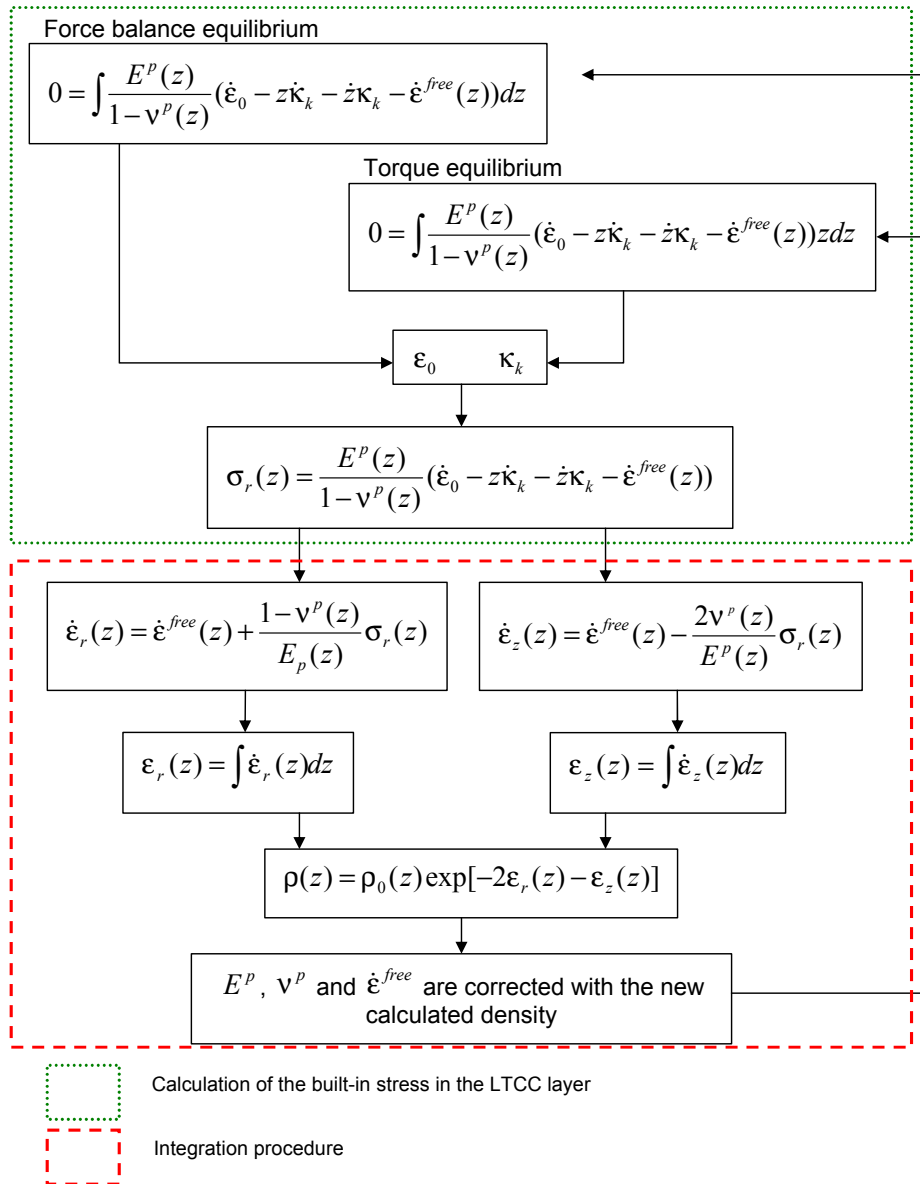 Force balance equilibrium
0 = ∫ E^p(z) / (1 − ν^p(z)) (ε̇_0 − zκ̇_k − żκ_k − ε̇^free(z))dz
Torque equilibrium
0 = ∫ E^p(z) / (1 − ν^p(z)) (ε̇_0 − zκ̇_k − żκ_k − ε̇^free(z))zdz
ε_0 κ_k
σ_r(z) = E^p(z) / (1 − ν^p(z)) (ε̇_0 − zκ̇_k − żκ_k − ε̇^free(z))
ε̇_r(z) = ε̇^free(z) + (1 − ν^p(z)) / E_p(z) σ_r(z)
ε̇_z(z) = ε̇^free(z) − 2ν^p(z) / E^p(z) σ_r(z)
ε_r(z) = ∫ ε̇_r(z)dz
ε_z(z) = ∫ ε̇_z(z)dz
ρ(z) = ρ_0(z) exp[−2ε_r(z) − ε_z(z)]
E^p, ν^p and ε̇^free are corrected with the new
calculated density
Calculation of the built-in stress in the LTCC layer
Integration procedure